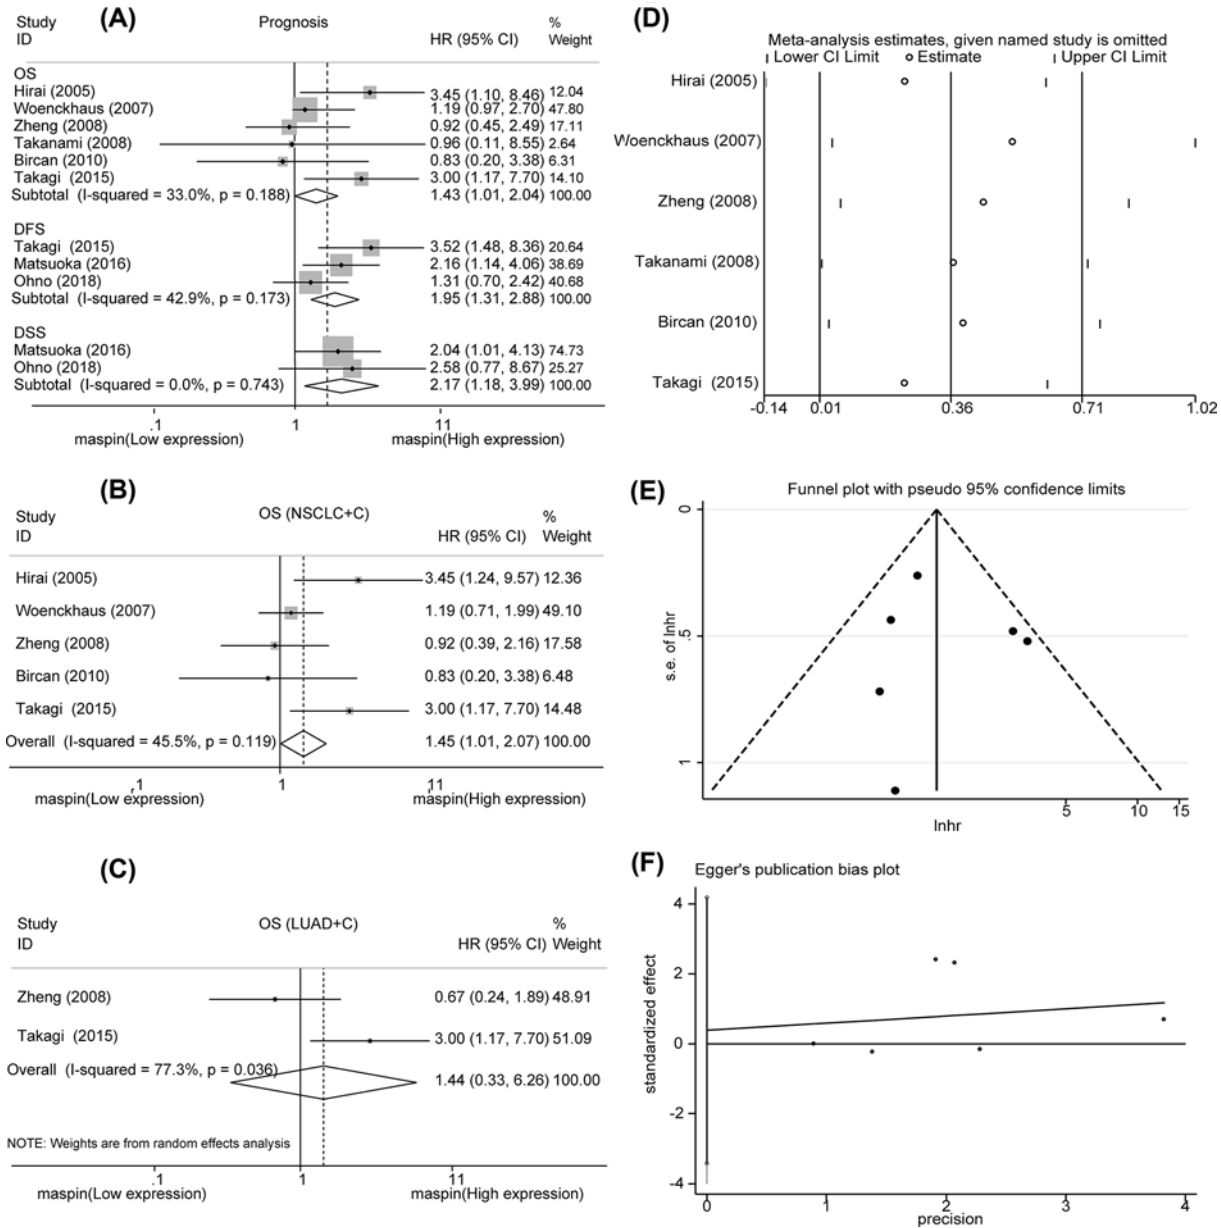 (A)
Study Prognosis %
ID HR (95% CI) Weight
OS
Hirai (2005) 3.45 (1.10, 8.46) 12.04
Woenckhaus (2007) 1.19 (0.97, 2.70) 47.80
Zheng (2008) 0.92 (0.45, 2.49) 17.11
Takanami (2008) 0.96 (0.11, 8.55) 2.64
Bircan (2010) 0.83 (0.20, 3.38) 6.31
Takagi (2015) 3.00 (1.17, 7.70) 14.10
Subtotal (I-squared = 33.0%, p = 0.188) 1.43 (1.01, 2.04) 100.00
DFS
Takagi (2015) 3.52 (1.48, 8.36) 20.64
Matsuoka (2016) 2.16 (1.14, 4.06) 38.69
Ohno (2018) 1.31 (0.70, 2.42) 40.68
Subtotal (I-squared = 42.9%, p = 0.173) 1.95 (1.31, 2.88) 100.00
DSS
Matsuoka (2016) 2.04 (1.01, 4.13) 74.73
Ohno (2018) 2.58 (0.77, 8.67) 25.27
Subtotal (I-squared = 0.0%, p = 0.743) 2.17 (1.18, 3.99) 100.00
.1 1 11
maspin(Low expression) maspin(High expression)
(B)
Study OS (NSCLC+C) %
ID HR (95% CI) Weight
Hirai (2005) 3.45 (1.24, 9.57) 12.36
Woenckhaus (2007) 1.19 (0.71, 1.99) 49.10
Zheng (2008) 0.92 (0.39, 2.16) 17.58
Bircan (2010) 0.83 (0.20, 3.38) 6.48
Takagi (2015) 3.00 (1.17, 7.70) 14.48
Overall (I-squared = 45.5%, p = 0.119) 1.45 (1.01, 2.07) 100.00
.1 1 11
maspin(Low expression) maspin(High expression)
(C)
Study OS (LUAD+C) %
ID HR (95% CI) Weight
Zheng (2008) 0.67 (0.24, 1.89) 48.91
Takagi (2015) 3.00 (1.17, 7.70) 51.09
Overall (I-squared = 77.3%, p = 0.036) 1.44 (0.33, 6.26) 100.00
NOTE: Weights are from random effects analysis
.1 1 11
maspin(Low expression) maspin(High expression)
(D)
Meta-analysis estimates, given named study is omitted
Lower CI Limit Estimate Upper CI Limit
Hirai (2005)
Woenckhaus (2007)
Zheng (2008)
Takanami (2008)
Bircan (2010)
Takagi (2015)
-0.14 0.01 0.36 0.71 1.02
(E)
Funnel plot with pseudo 95% confidence limits
0
.5
1
s.e. of lnhr
5 10 15
lnhr
(F)
Egger's publication bias plot
4
2
0
-2
-4
standardized effect
0 1 2 3 4
precision